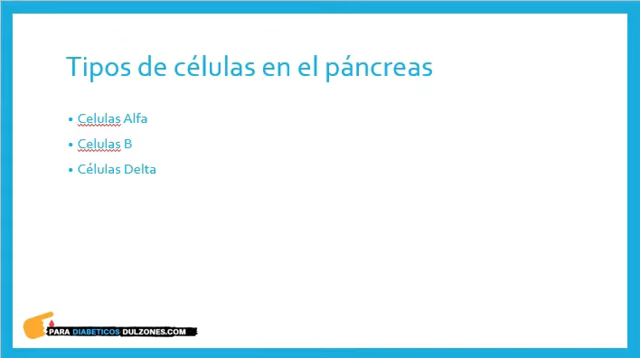 Tipos de células en el páncreas
• Celulas Alfa
• Celulas B
• Células Delta
PARA DIABETICOS DULZONES.COM